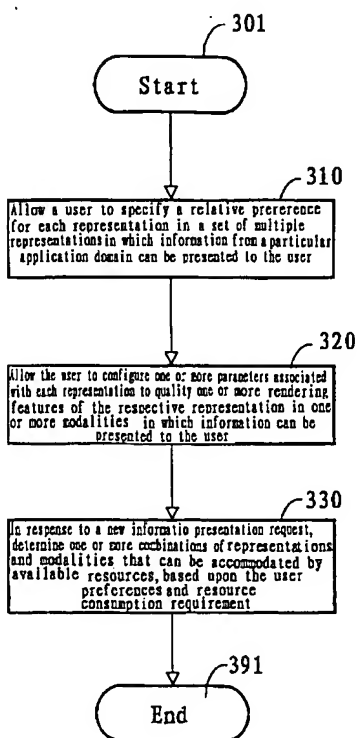 301
Start
310
Allow a user to specify a relative prererence
for each representation in a set of multiple
representations in which information from a particular
application domain can be presented to the user
320
Allow the user to configure one or more parameters associated
with each representation to quality one or more rendering
features of the respective representation in one
or more modalities in which information can be
presented to the user
330
In response to a new informatio presentation request,
determine one or more combinations of representations
and modalities that can be accommodated by
available resources, based upon the user
preferences and resource
consumption requirement
391
End